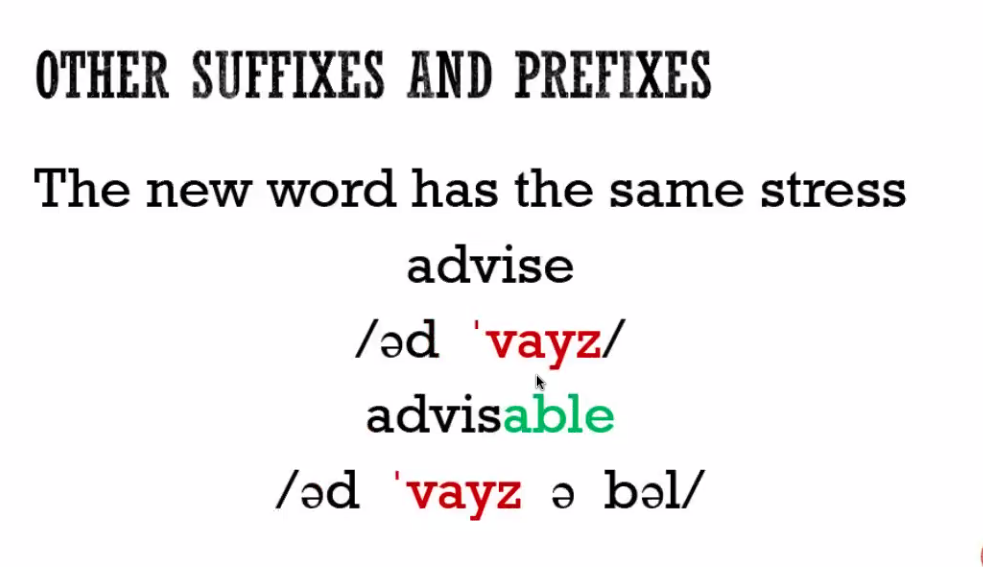 OTHER SUFFIXES AND PREFIXES
The new word has the same stress
advise
/əd ˈvayz/
advisable
/əd ˈvayz ə bəl/